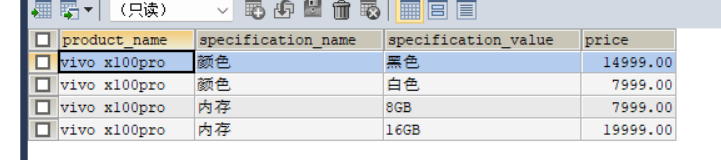 (只读)
product_name specification_name specification_value price
vivo x100pro 颜色 黑色 14999.00
vivo x100pro 颜色 白色 7999.00
vivo x100pro 内存 8GB 7999.00
vivo x100pro 内存 16GB 19999.00